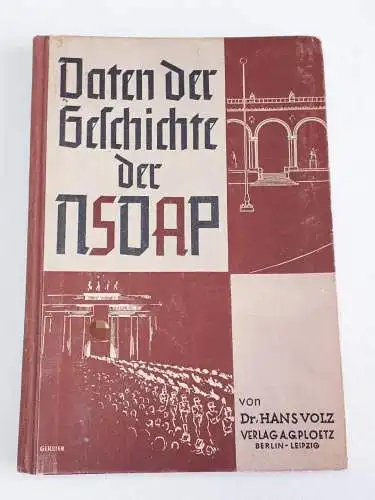 Daten der
Geschichte
der
NSDAP
von
Dr. HANS VOLZ
VERLAG A.G.PLOETZ
BERLIN - LEIPZIG